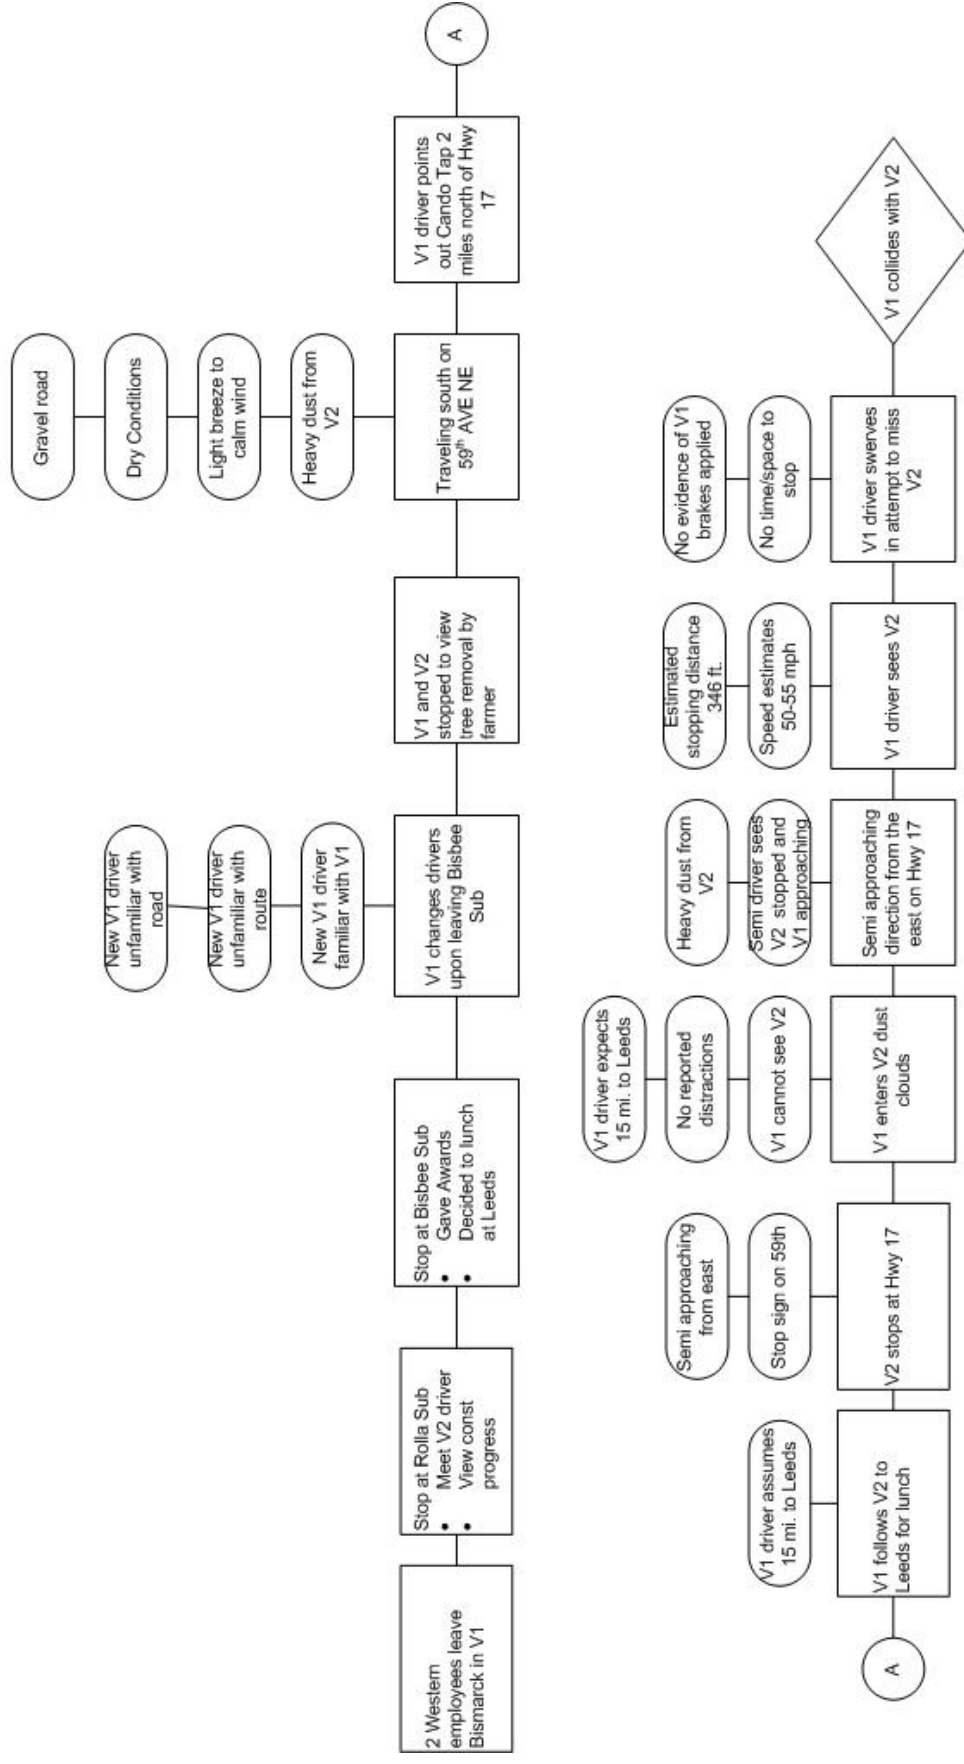 2 Western
employees leave
Bismarck in V1
Stop at Rolla Sub
• Meet V2 driver
• View const
progress
Stop at Bisbee Sub
• Gave Awards
• Decided to lunch
at Leeds
New V1 driver
unfamiliar with
road
New V1 driver
unfamiliar with
route
New V1 driver
familiar with V1
V1 changes drivers
upon leaving Bisbee
Sub
V1 and V2
stopped to view
tree removal by
farmer
Gravel road
Dry Conditions
Light breeze to
calm wind
Heavy dust from
V2
Traveling south on
59th AVE NE
V1 driver points
out Cando Tap 2
miles north of Hwy
17
A
A
V1 driver assumes
15 mi. to Leeds
V1 follows V2 to
Leeds for lunch
Semi approaching
from east
Stop sign on 59th
V2 stops at Hwy 17
V1 driver expects
15 mi. to Leeds
No reported
distractions
V1 cannot see V2
V1 enters V2 dust
clouds
Heavy dust from
V2
Semi driver sees
V2 stopped and
V1 approaching
Semi approaching
direction from the
east on Hwy 17
Estimated
stopping distance
346 ft.
Speed estimates
50-55 mph
V1 driver sees V2
No evidence of V1
brakes applied
No time/space to
stop
V1 driver swerves
in attempt to miss
V2
V1 collides with V2